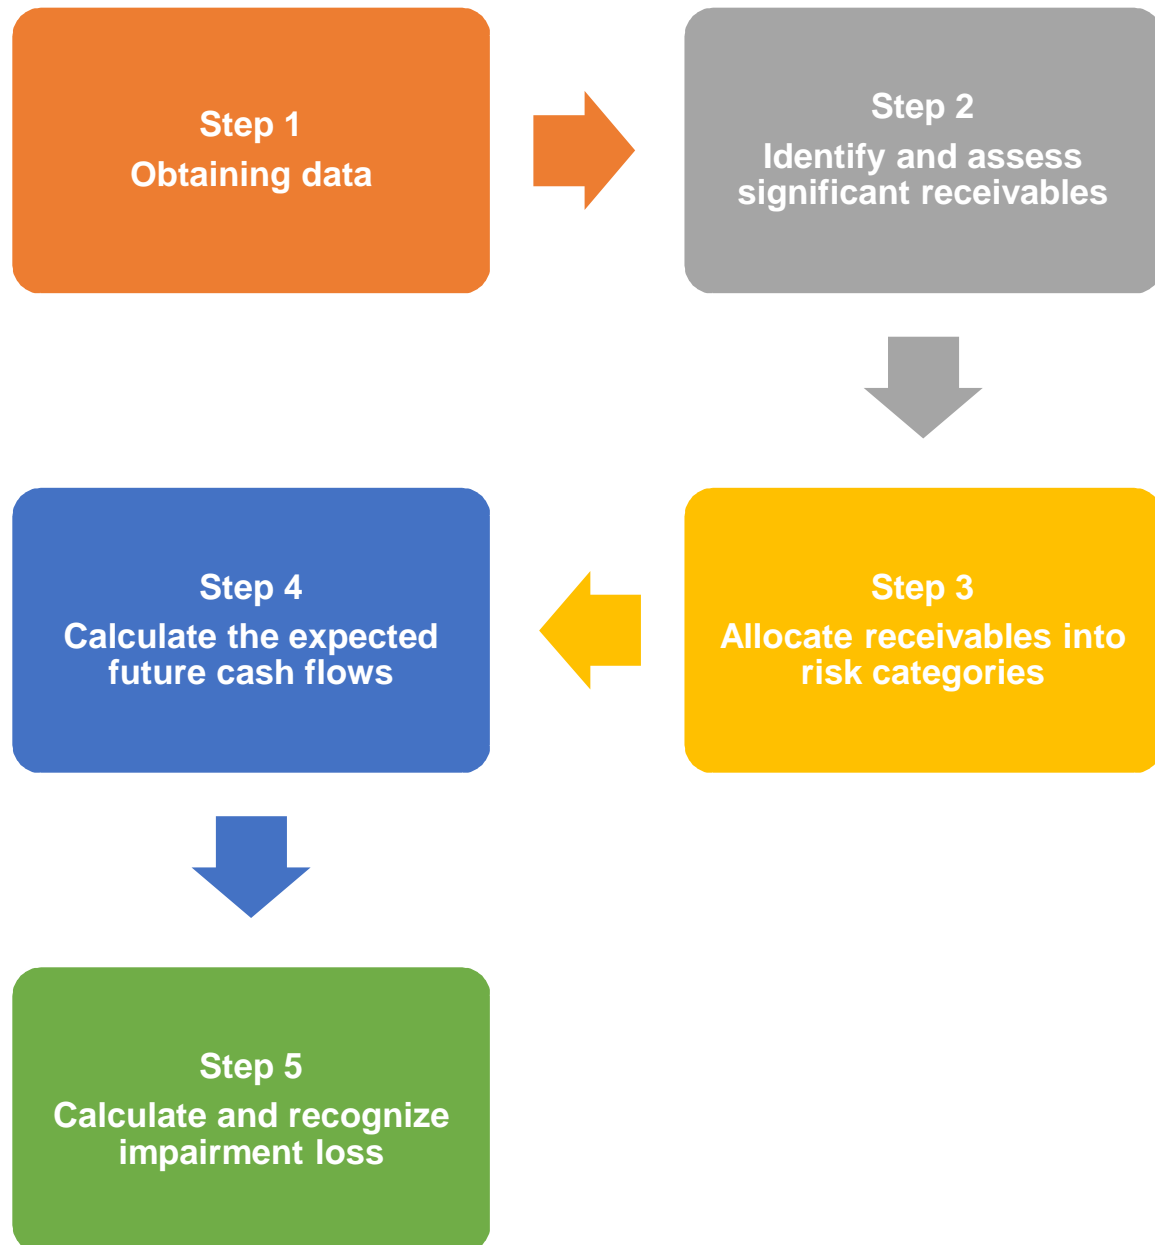 Step 1
Obtaining data
Step 2
Identify and assess
significant receivables
Step 3
Allocate receivables into
risk categories
Step 4
Calculate the expected
future cash flows
Step 5
Calculate and recognize
impairment loss